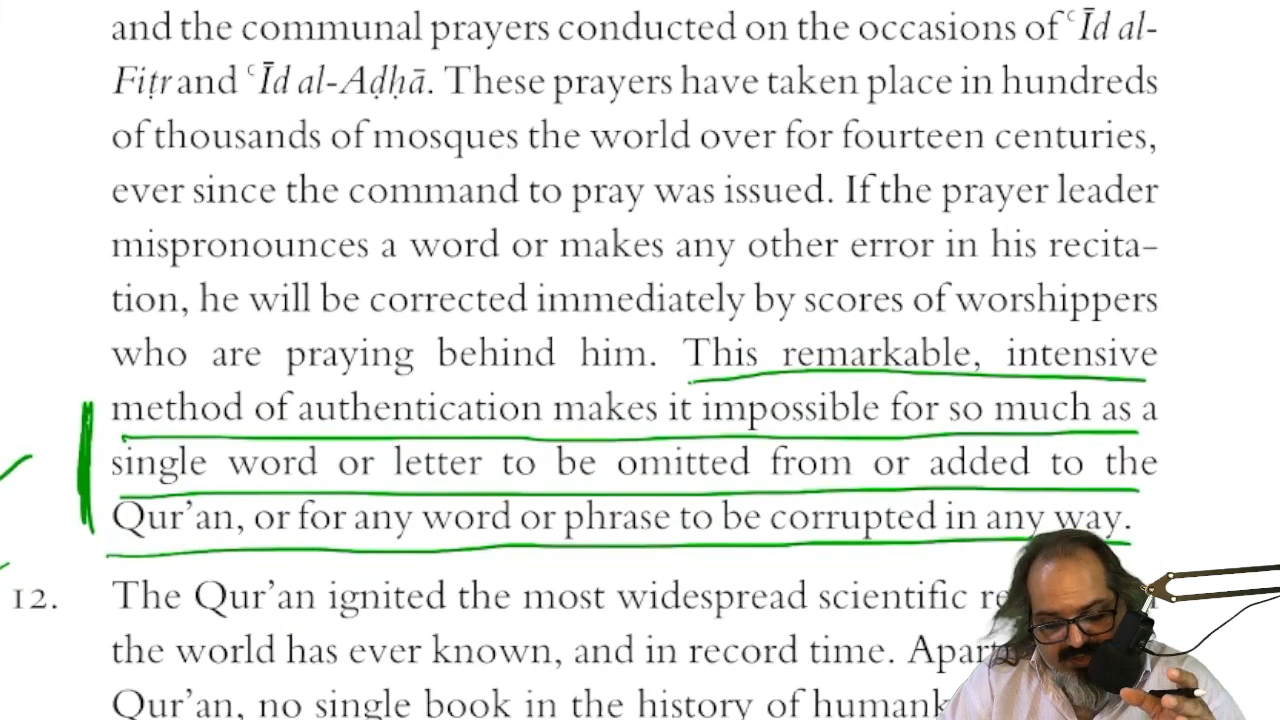 and the communal prayers conducted on the occasions of ʿĪd al-
Fiṭr and ʿĪd al-Aḍḥā. These prayers have taken place in hundreds
of thousands of mosques the world over for fourteen centuries,
ever since the command to pray was issued. If the prayer leader
mispronounces a word or makes any other error in his recita-
tion, he will be corrected immediately by scores of worshippers
who are praying behind him. This remarkable, intensive
method of authentication makes it impossible for so much as a
single word or letter to be omitted from or added to the
Qur’an, or for any word or phrase to be corrupted in any way.
12. The Qur’an ignited the most widespread scientific
the world has ever known, and in record time.
Qur’an, no single book in the history of